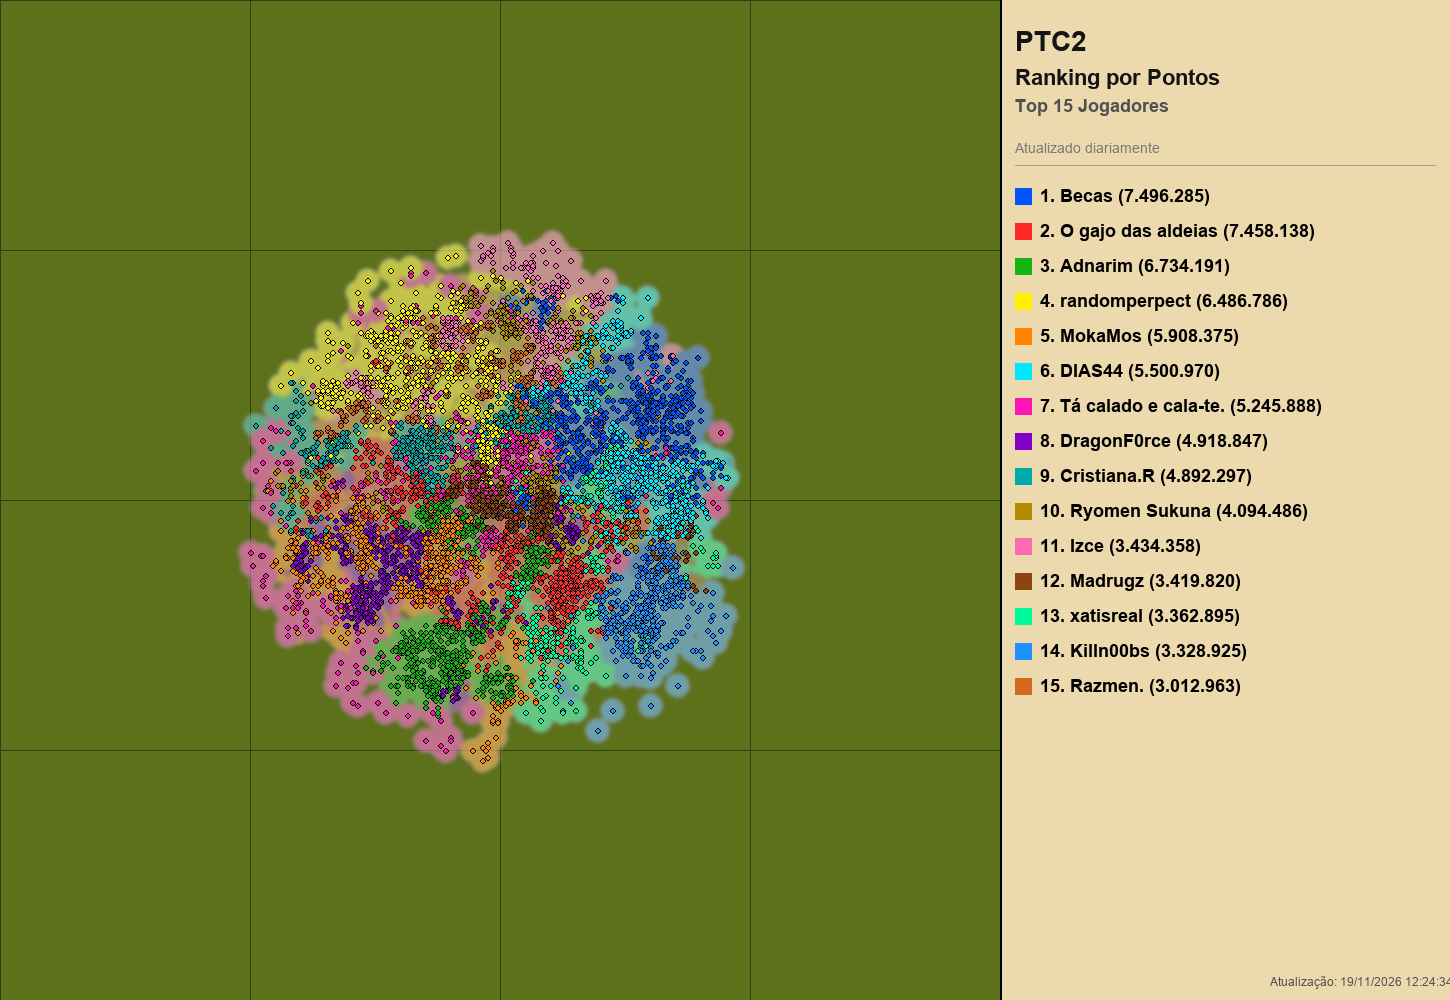 PTC2
Ranking por Pontos
Top 15 Jogadores
Atualizado diariamente
1. Becas (7.496.285)
2. O gajo das aldeias (7.458.138)
3. Adnarim (6.734.191)
4. randomperpect (6.486.786)
5. MokaMos (5.908.375)
6. DIAS44 (5.500.970)
7. Tá calado e cala-te. (5.245.888)
8. DragonF0rce (4.918.847)
9. Cristiana.R (4.892.297)
10. Ryomen Sukuna (4.094.486)
11. Izce (3.434.358)
12. Madrugz (3.419.820)
13. xatisreal (3.362.895)
14. Killn00bs (3.328.925)
15. Razmen. (3.012.963)
Atualização: 19/11/2026 12:24:34